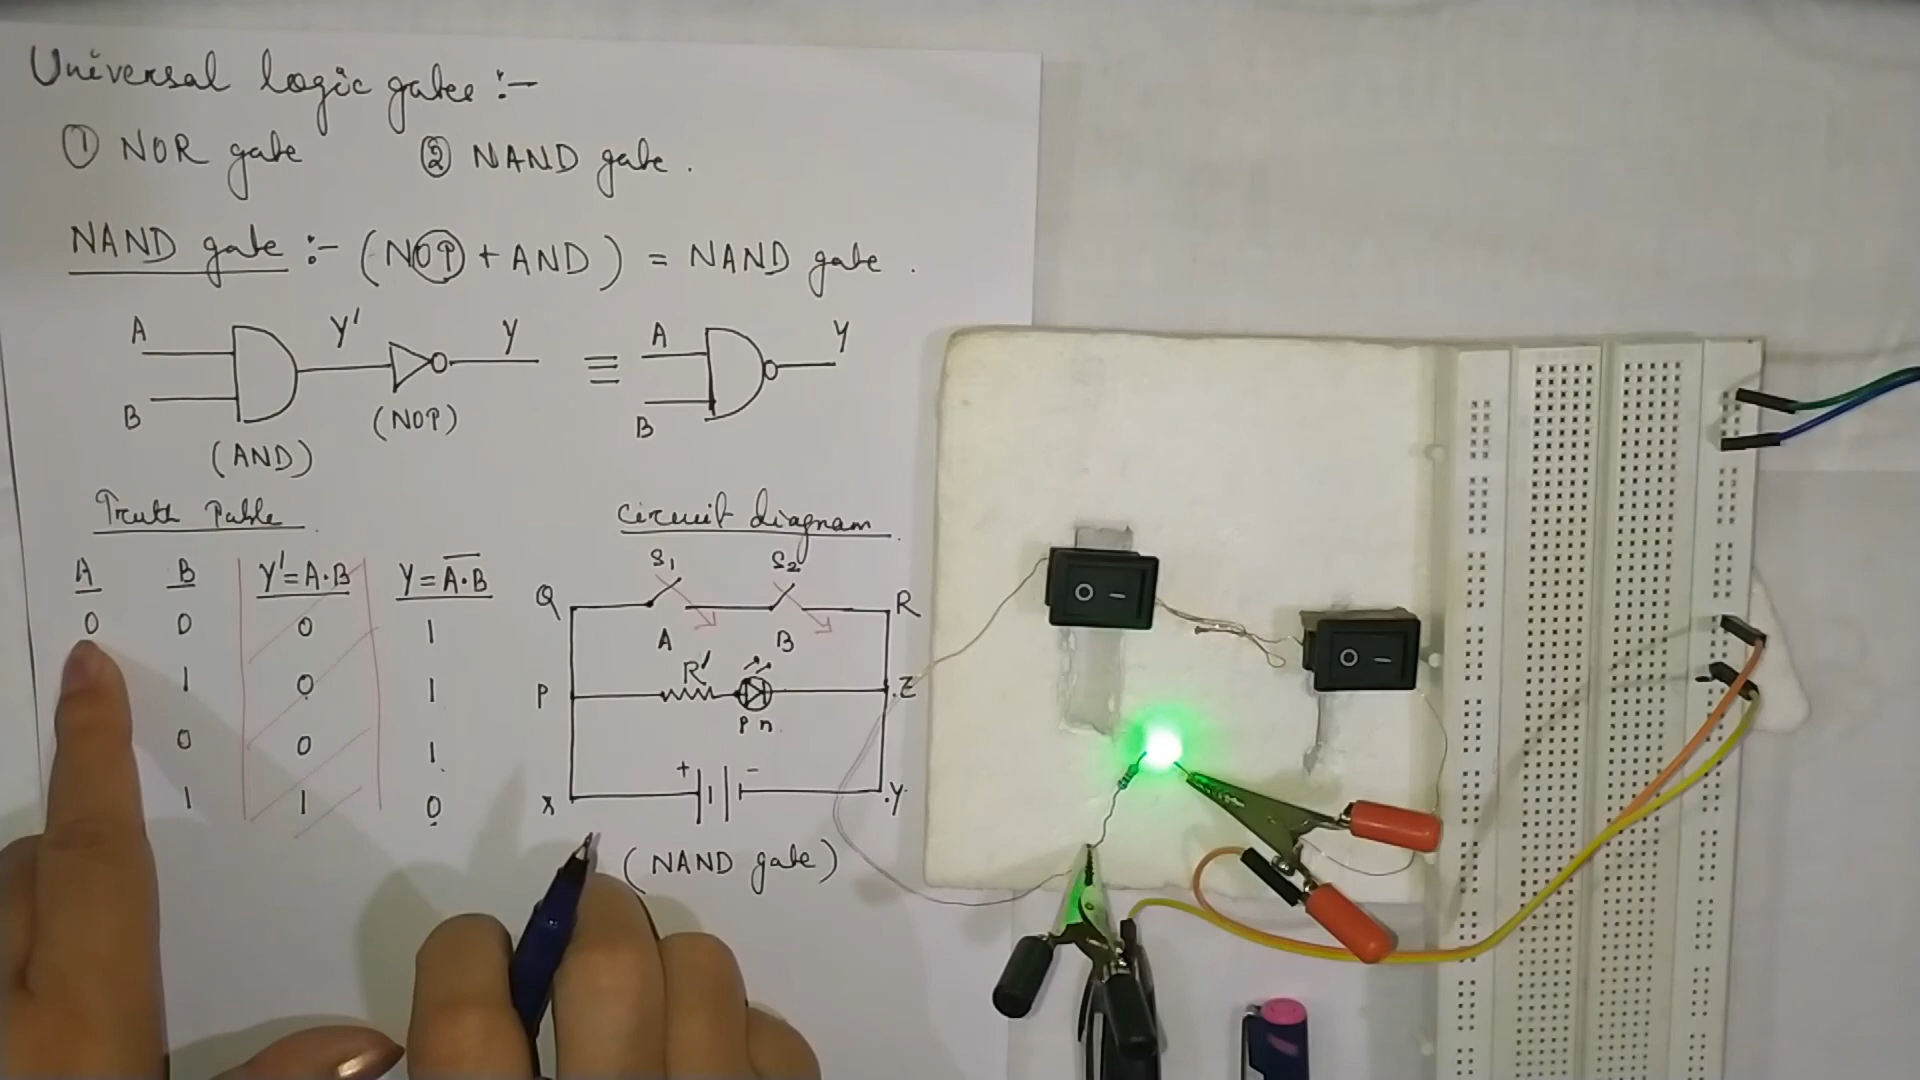 Universal logic gates :-
① NOR gate ② NAND gate .
NAND gate :- (NOT + AND) = NAND gate .
A Y' Y ≡ A Y
B B
(AND) (NOT)
Truth Table Circuit diagram
A B Y'=A·B Y=\overline{A·B}
0 0 0 1
1 0 1
0 0 1
1 1 0
Q S1 S2 R
A B
P R' Z
P n
X + - Y
(NAND gate)
O –
O –